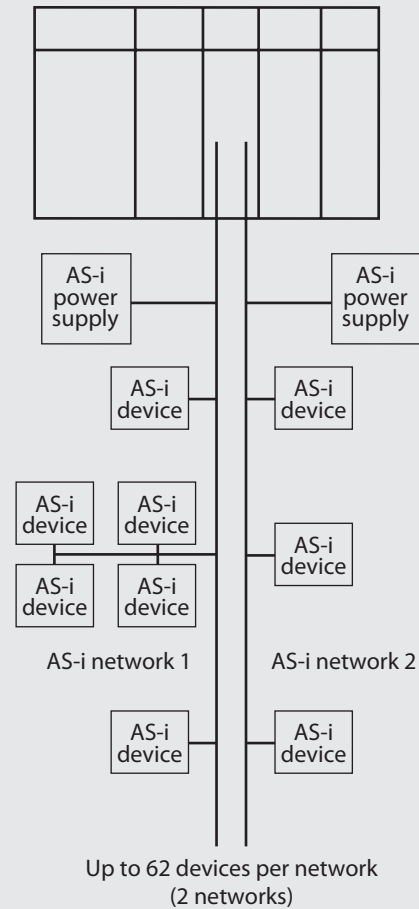 AS-i
power
supply
AS-i
power
supply
AS-i
device
AS-i
device
AS-i
device
AS-i
device
AS-i
device
AS-i
device
AS-i
device
AS-i network 1
AS-i network 2
AS-i
device
AS-i
device
Up to 62 devices per network
(2 networks)